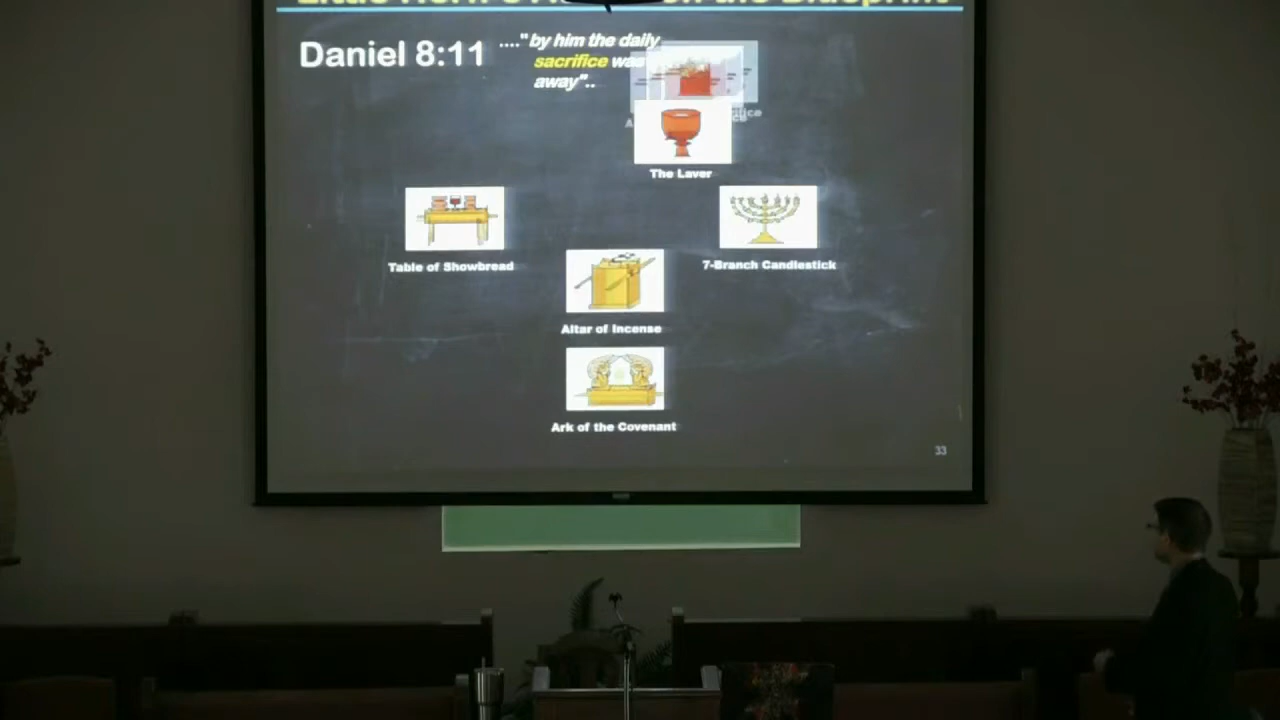 Daniel 8:11
...."by him the daily
sacrifice was
away"..
The Laver
Table of Showbread
7-Branch Candlestick
Altar of Incense
Ark of the Covenant
33